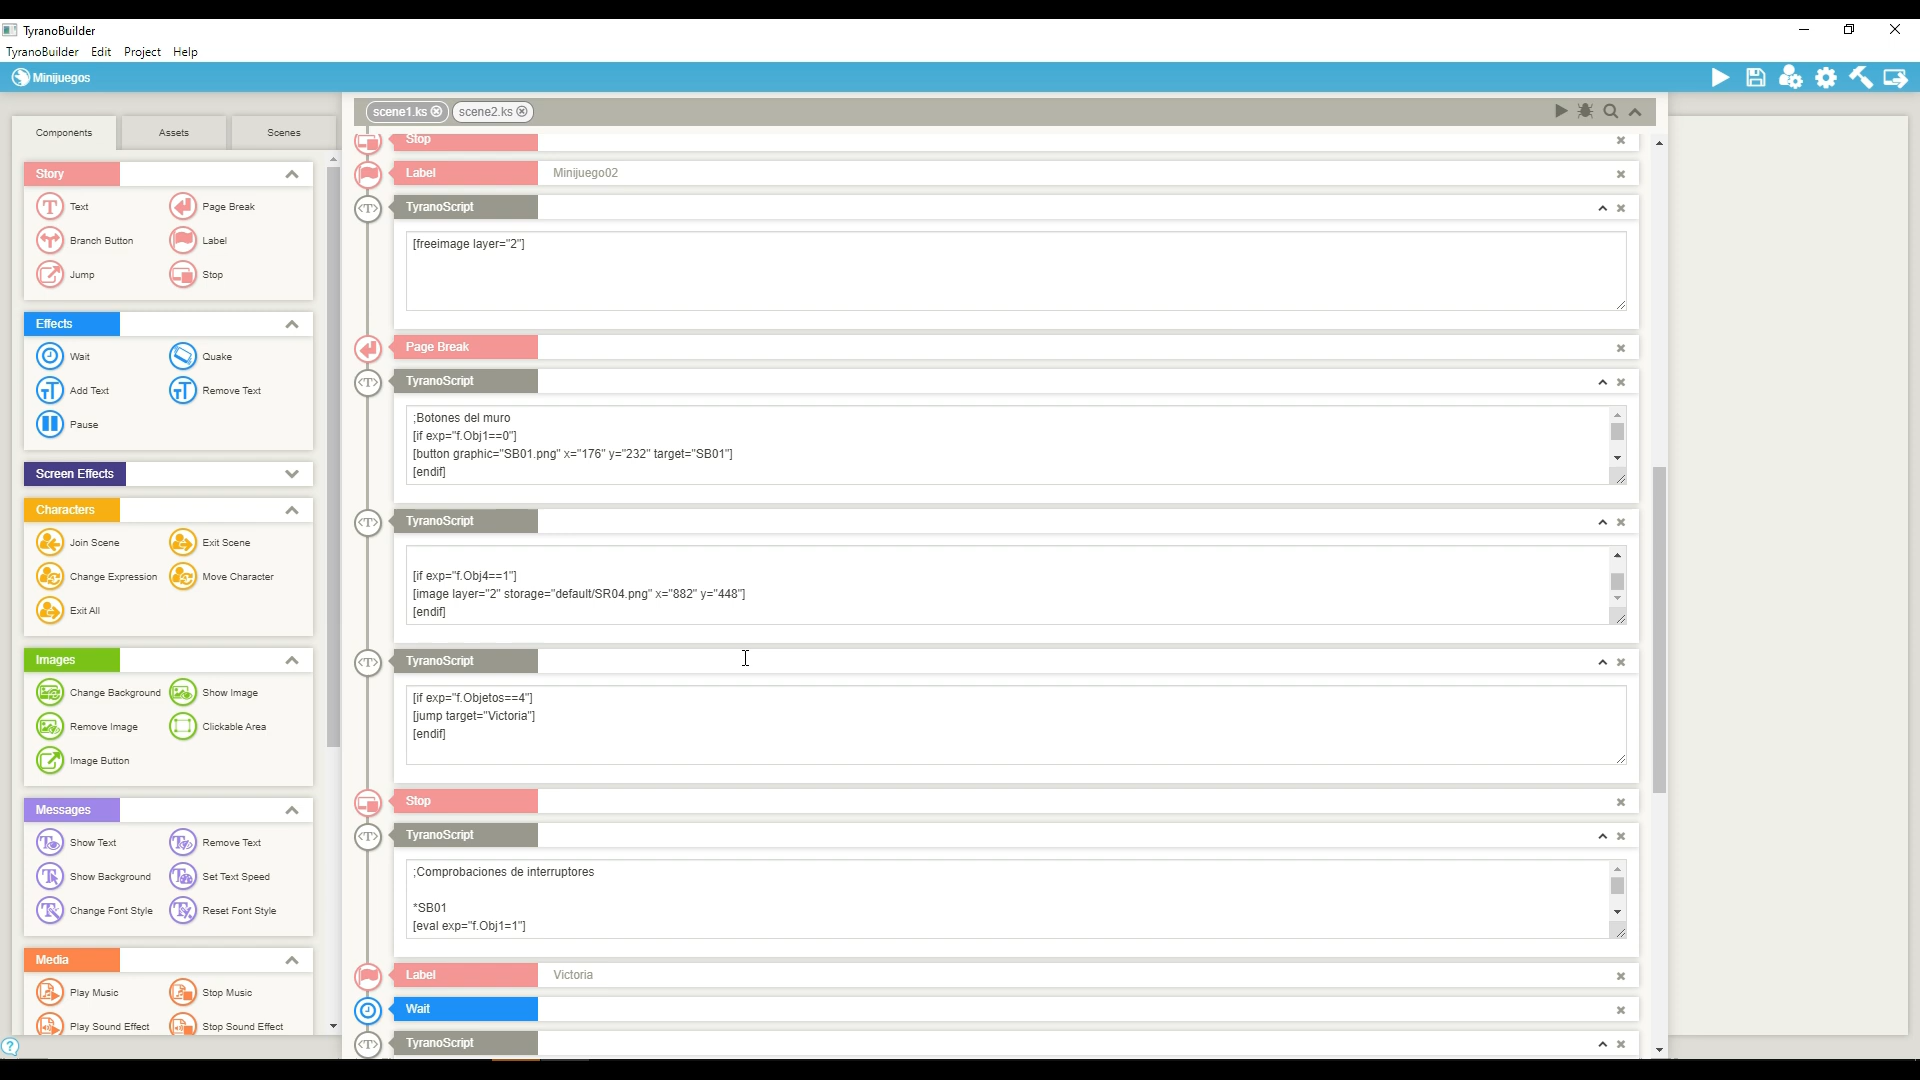 TyranoBuilder
TyranoBuilder Edit Project Help
Minijuegos
Components Assets Scenes
Story
Text Page Break
Branch Button Label
Jump Stop
Effects
Wait Quake
Add Text Remove Text
Pause
Screen Effects
Characters
Join Scene Exit Scene
Change Expression Move Character
Exit All
Images
Change Background Show Image
Remove Image Clickable Area
Image Button
Messages
Show Text Remove Text
Show Background Set Text Speed
Change Font Style Reset Font Style
Media
Play Music Stop Music
Play Sound Effect Stop Sound Effect
scene1.ks scene2.ks
Stop
Label Minijuego02
<T> TyranoScript
[freeimage layer="2"]
Page Break
<T> TyranoScript
;Botones del muro
[if exp="f.Obj1==0"]
[button graphic="SB01.png" x="176" y="232" target="SB01"]
[endif]
<T> TyranoScript
[if exp="f.Obj4==1"]
[image layer="2" storage="default/SR04.png" x="882" y="448"]
[endif]
<T> TyranoScript
[if exp="f.Objetos==4"]
[jump target="Victoria"]
[endif]
Stop
<T> TyranoScript
;Comprobaciones de interruptores
*SB01
[eval exp="f.Obj1=1"]
Label Victoria
Wait
<T> TyranoScript